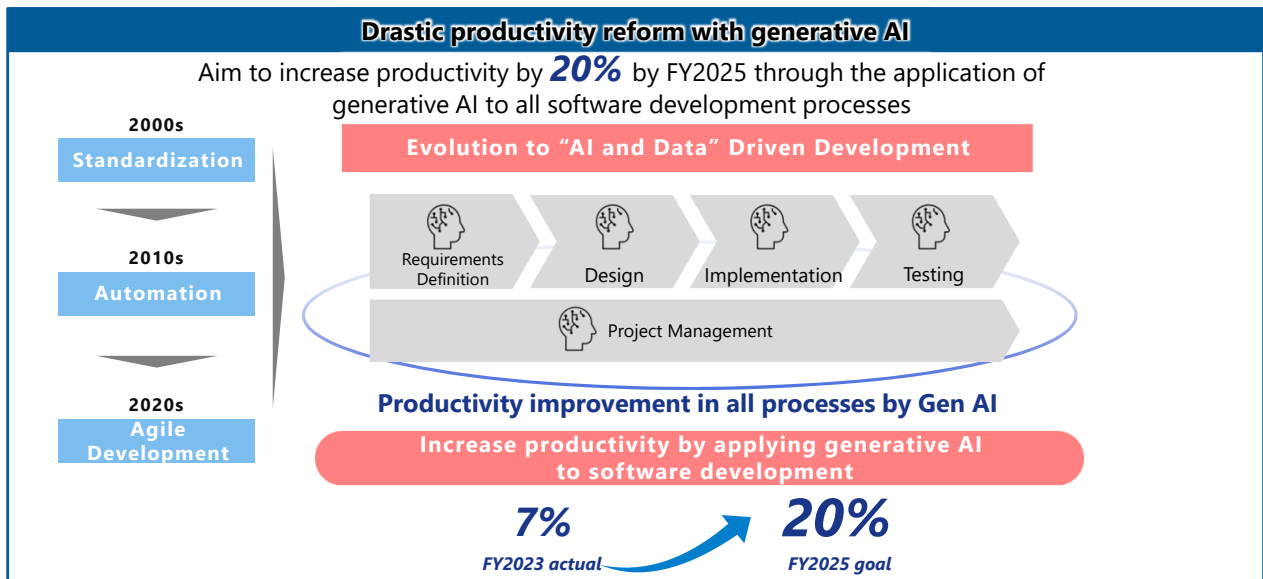 Drastic productivity reform with generative AI
Aim to increase productivity by 20% by FY2025 through the application of
generative AI to all software development processes
2000s
Standardization
2010s
Automation
2020s
Agile
Development
Evolution to “AI and Data” Driven Development
Requirements
Definition
Design
Implementation
Testing
Project Management
Productivity improvement in all processes by Gen AI
Increase productivity by applying generative AI
to software development
7%
FY2023 actual
20%
FY2025 goal